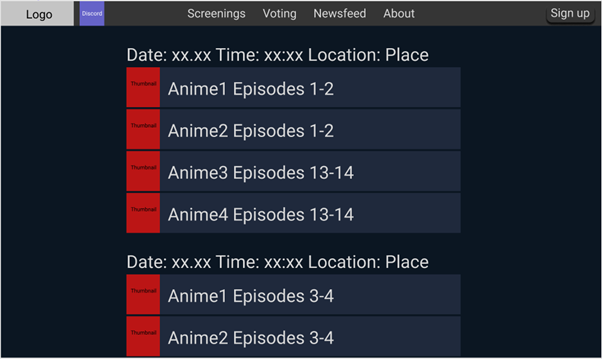 Logo Discord Screenings Voting Newsfeed About Sign up
Date: xx.xx Time: xx:xx Location: Place
Thumbnail Anime1 Episodes 1-2
Thumbnail Anime2 Episodes 1-2
Thumbnail Anime3 Episodes 13-14
Thumbnail Anime4 Episodes 13-14
Date: xx.xx Time: xx:xx Location: Place
Thumbnail Anime1 Episodes 3-4
Thumbnail Anime2 Episodes 3-4